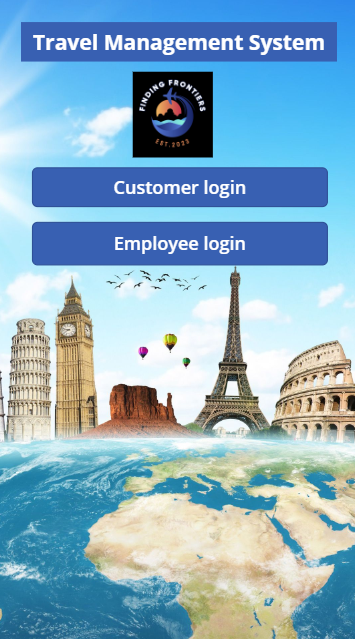 Travel Management System
FINDING FRONTIERS
EST.2023
Customer login
Employee login